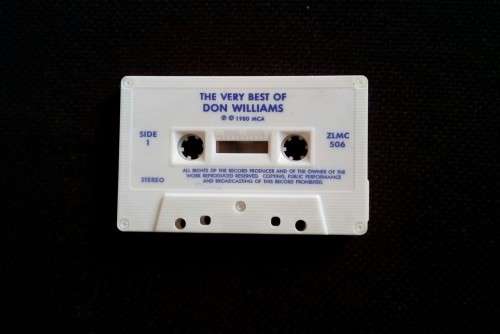 THE VERY BEST OF
DON WILLIAMS
℗ © 1980 MCA
SIDE
1
ZLMC
506
STEREO
ALL RIGHTS OF THE RECORD PRODUCER AND OF THE OWNER OF THE
WORK REPRODUCED RESERVED. COPYING, PUBLIC PERFORMANCE
AND BROADCASTING OF THIS RECORD PROHIBITED.